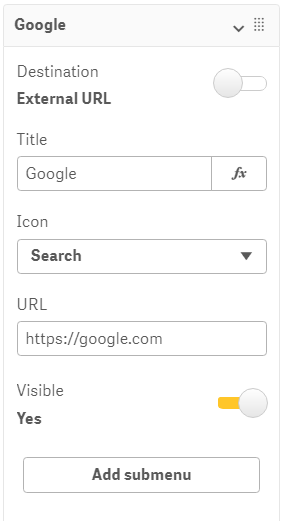 Google
Destination
External URL
Title
Google fx
Icon
Search
URL
https://google.com
Visible
Yes
Add submenu